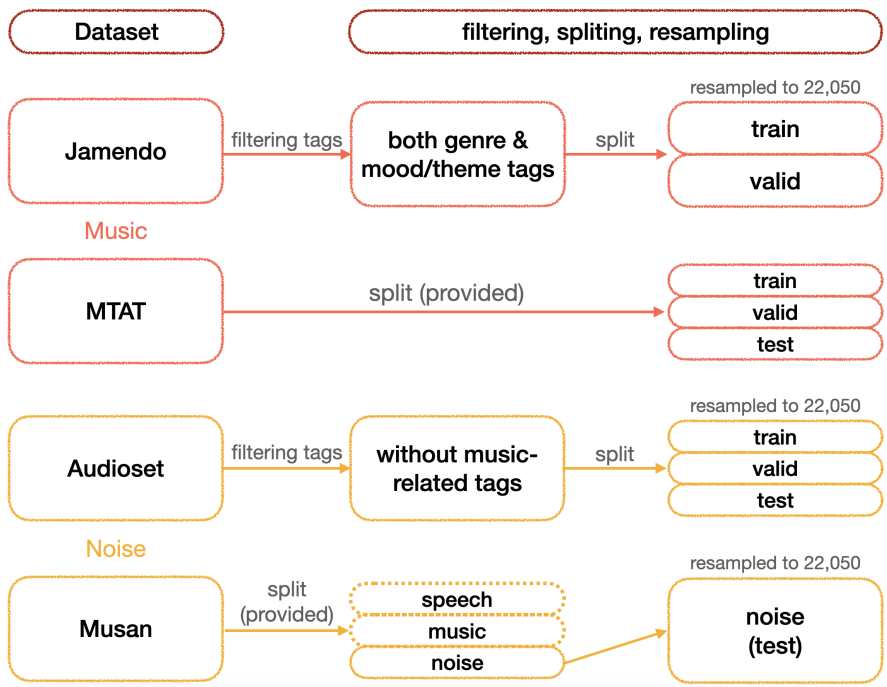 Dataset
filtering, spliting, resampling
resampled to 22,050
Jamendo
filtering tags
both genre &
mood/theme tags
split
train
valid
Music
MTAT
split (provided)
train
valid
test
resampled to 22,050
Audioset
filtering tags
without music-
related tags
split
train
valid
test
Noise
resampled to 22,050
Musan
split
(provided)
speech
music
noise
noise
(test)